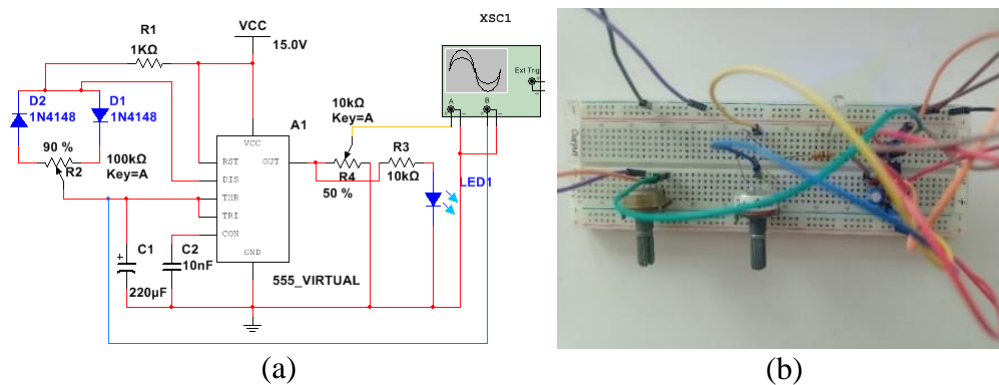 VCC
15.0V
XSC1
R1
1KΩ
Ext Trig
A
B
D2
1N4148
D1
1N4148
10kΩ
Key=A
A1
VCC
90 %
R2
100kΩ
Key=A
RST
OUT
DIS
THR
TRI
CON
GND
R4
50 %
R3
10kΩ
LED1
C1
220µF
C2
10nF
555_VIRTUAL
(a)
(b)